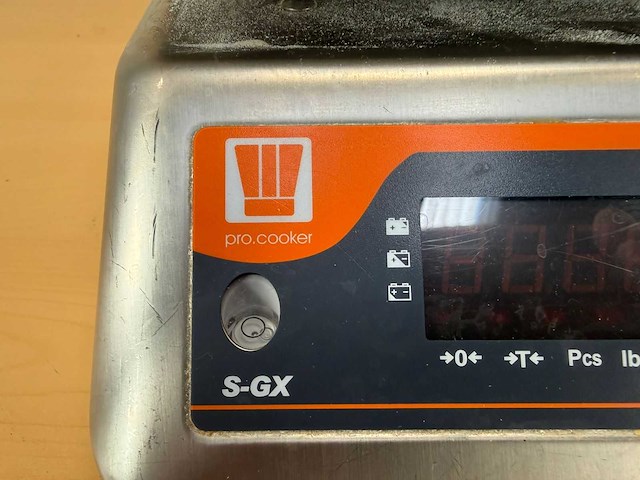 pro.cooker
→0← →T← Pcs lb
S-GX